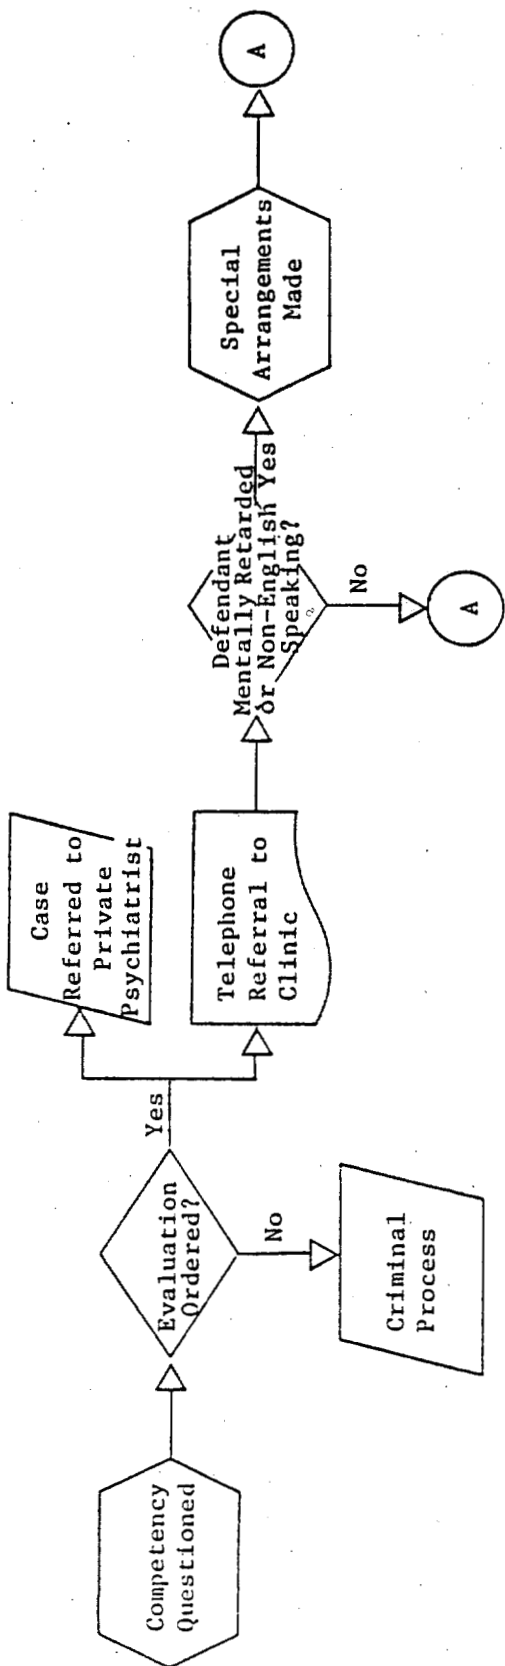 Competency
Questioned
Evaluation
Ordered?
Yes
No
Criminal
Process
Case
Referred to
Private
Psychiatrist
Telephone
Referral to
Clinic
Defendant
Mentally Retarded
or Non-English Yes
Speaking?
No
A
Special
Arrangements
Made
A